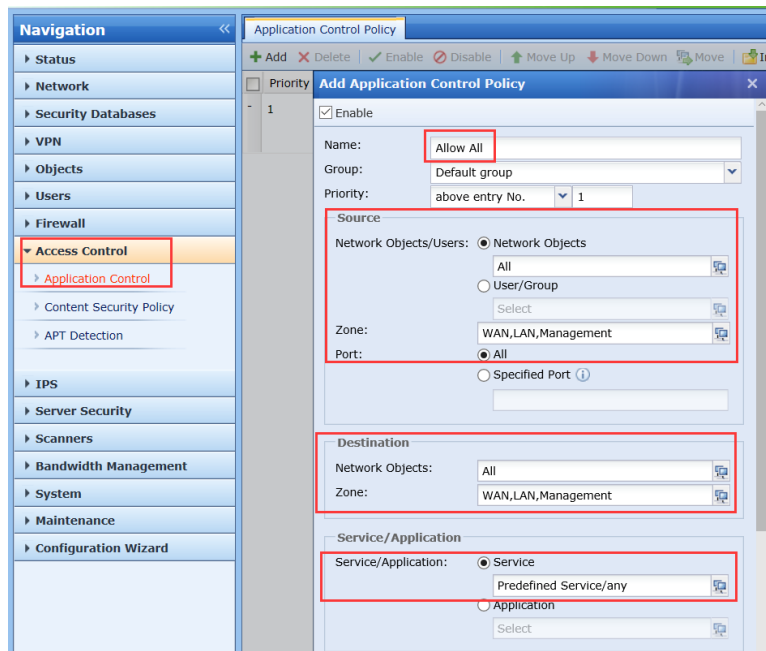 Navigation
Status
Network
Security Databases
VPN
Objects
Users
Firewall
Access Control
Application Control
Content Security Policy
APT Detection
IPS
Server Security
Scanners
Bandwidth Management
System
Maintenance
Configuration Wizard
Application Control Policy
Add Delete Enable Disable Move Up Move Down Move
Priority
1
Add Application Control Policy
Enable
Name: Allow All
Group: Default group
Priority: above entry No. 1
Source
Network Objects/Users: Network Objects
All
User/Group
Select
Zone: WAN,LAN,Management
Port: All
Specified Port
Destination
Network Objects: All
Zone: WAN,LAN,Management
Service/Application
Service/Application: Service
Predefined Service/any
Application
Select